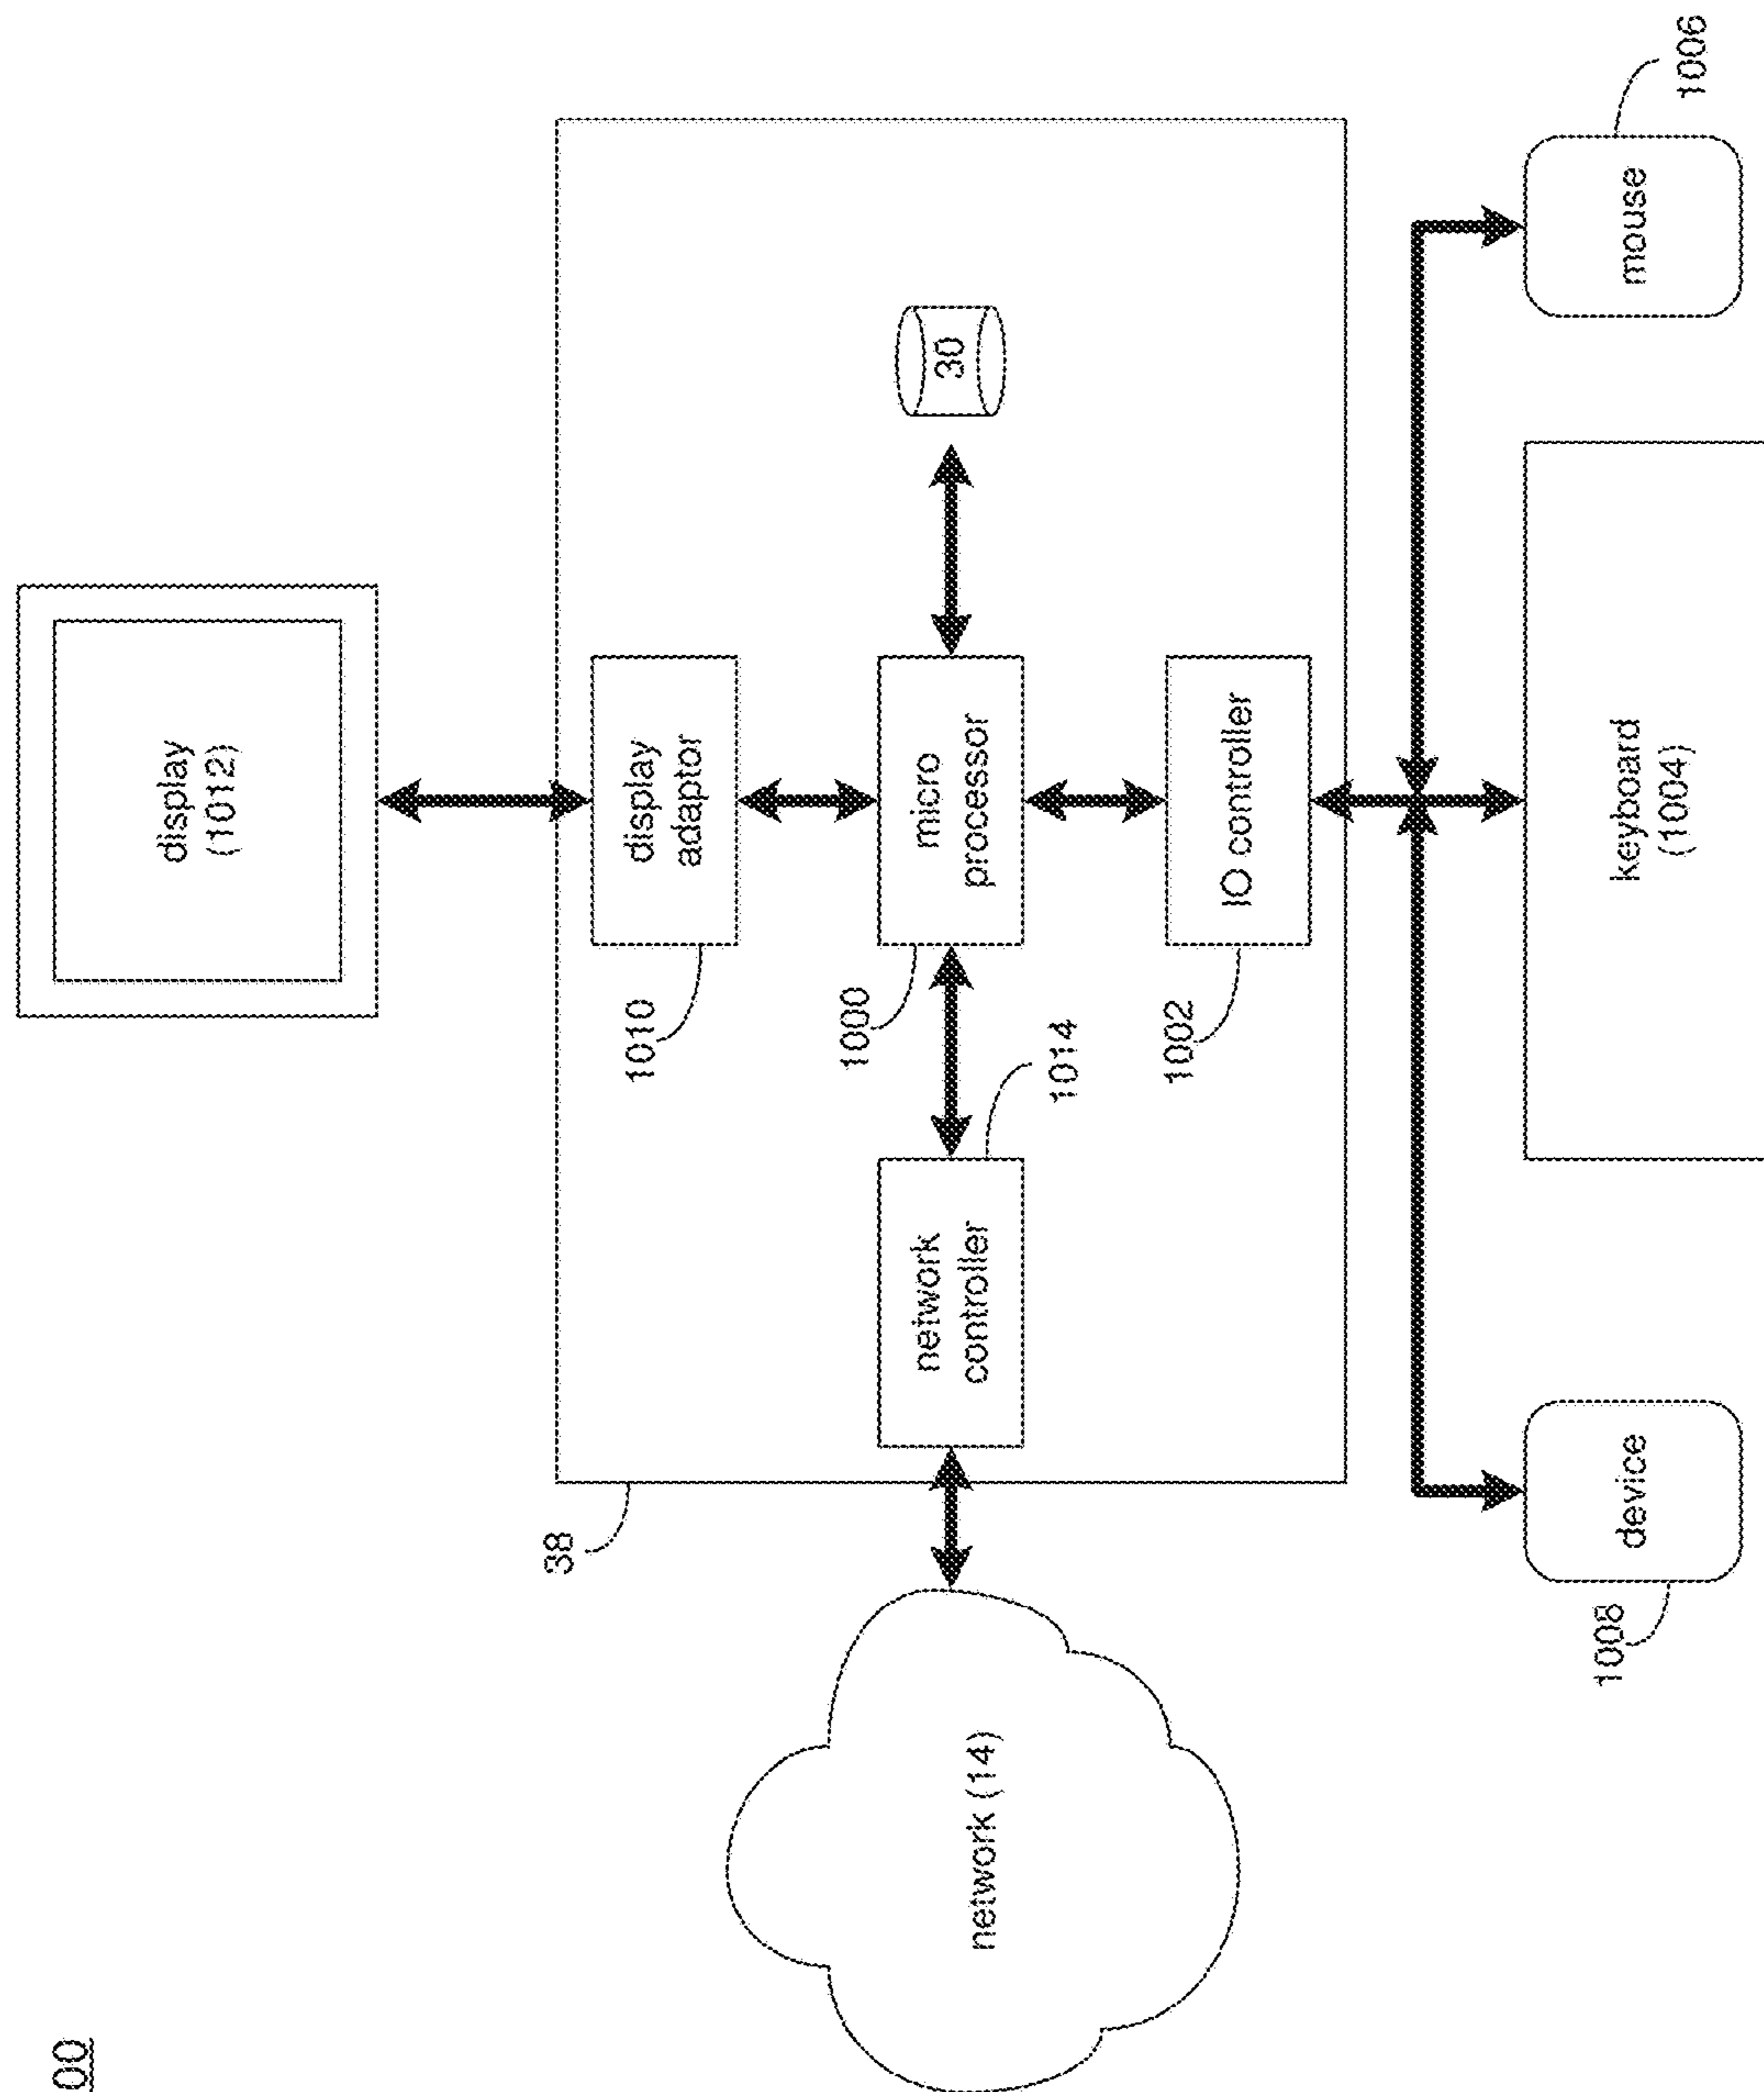 00
display
(1012)
38
1010
display
adaptor
1000
micro
processor
30
network
controller
1014
network (14)
1002
IO controller
1008
device
keyboard
(1004)
mouse
1006